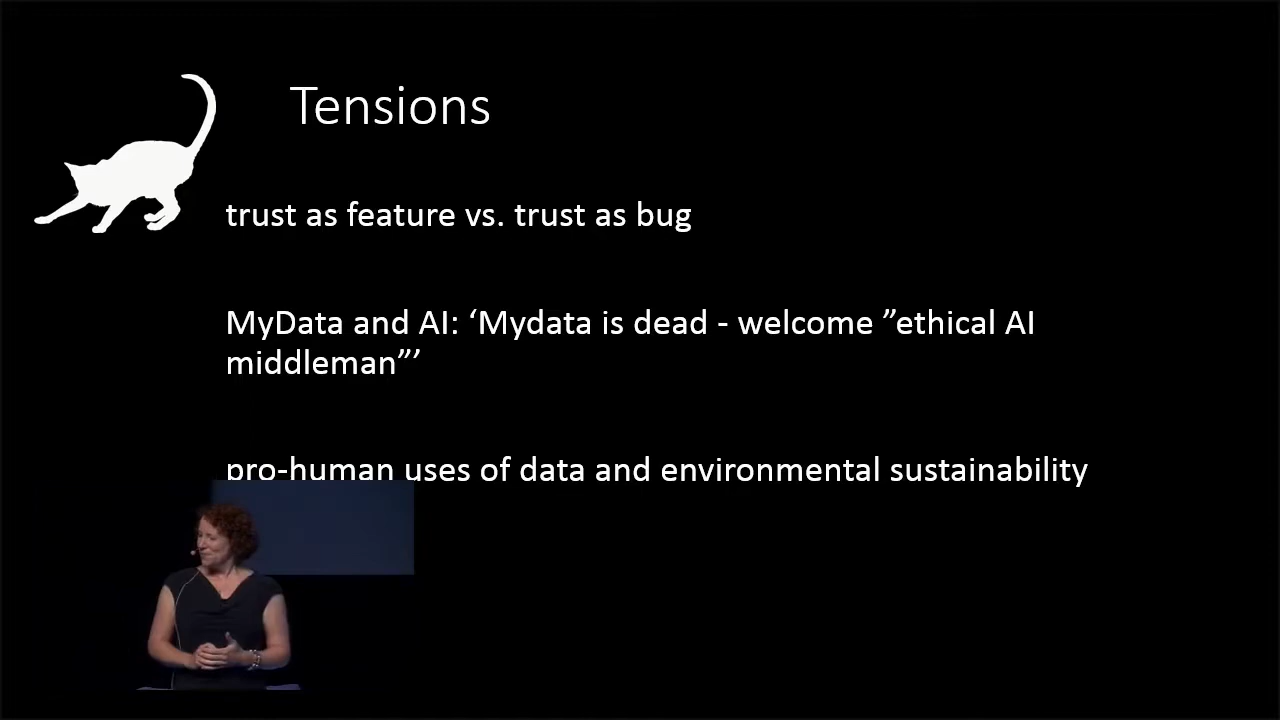 Tensions
trust as feature vs. trust as bug
MyData and AI: ‘Mydata is dead - welcome ”ethical AI
middleman”’
pro-human uses of data and environmental sustainability